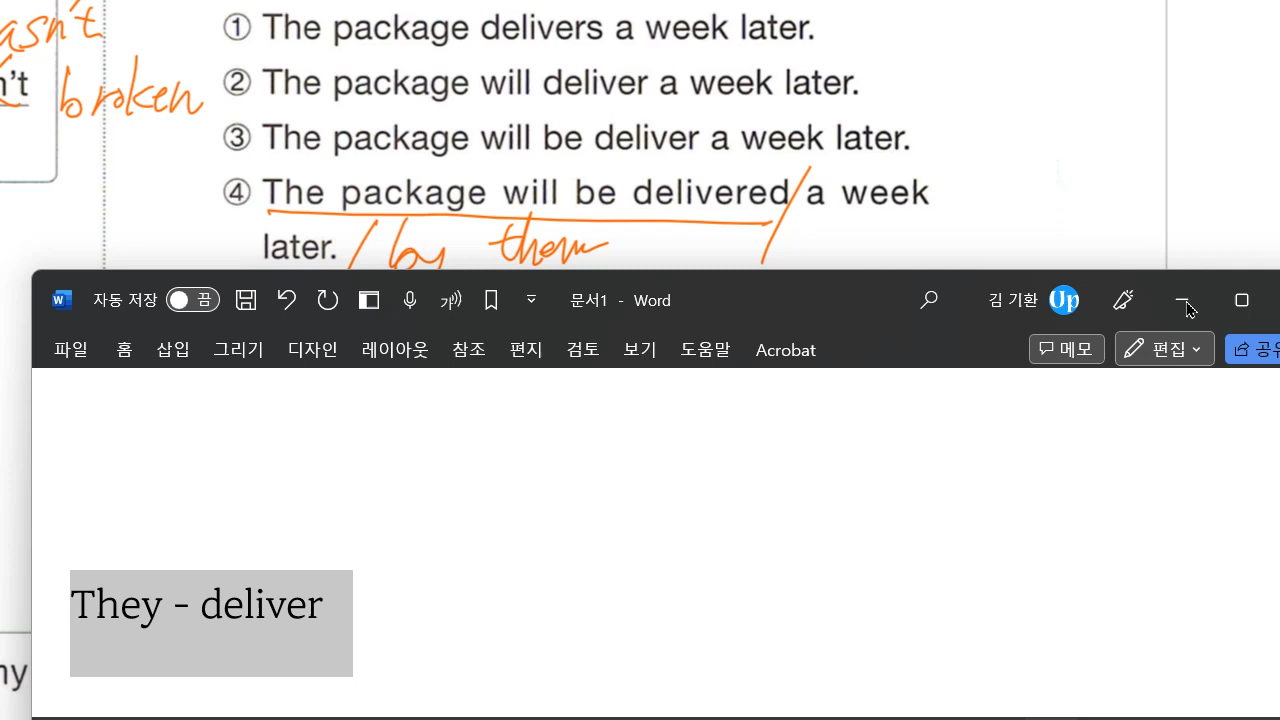 ① The package delivers a week later.
② The package will deliver a week later.
n't broken
③ The package will be deliver a week later.
④ The package will be delivered / a week
later. / by them
자동 저장 끔 문서1 - Word 김 기환 Up
파일 홈 삽입 그리기 디자인 레이아웃 참조 편지 검토 보기 도움말 Acrobat 메모 편집
They - deliver